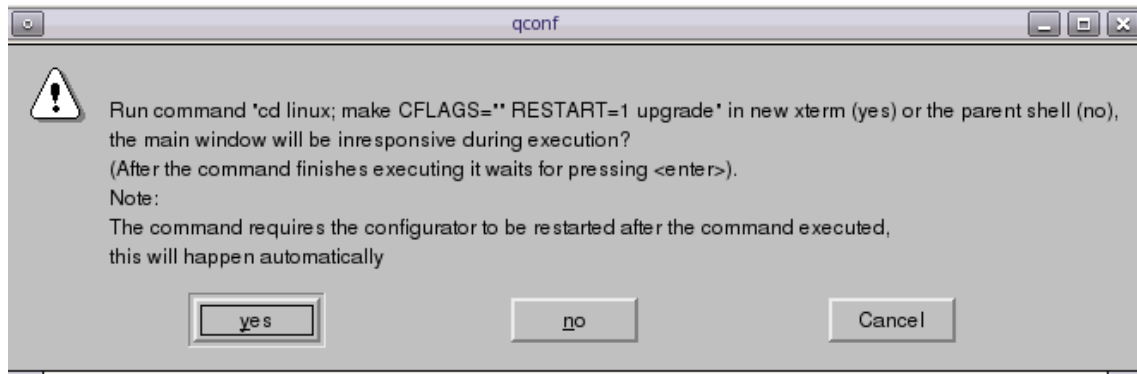 qconf
Run command "cd linux; make CFLAGS="" RESTART=1 upgrade" in new xterm (yes) or the parent shell (no),
the main window will be inresponsive during execution?
(After the command finishes executing it waits for pressing <enter>).
Note:
The command requires the configurator to be restarted after the command executed,
this will happen automatically
yes
no
Cancel